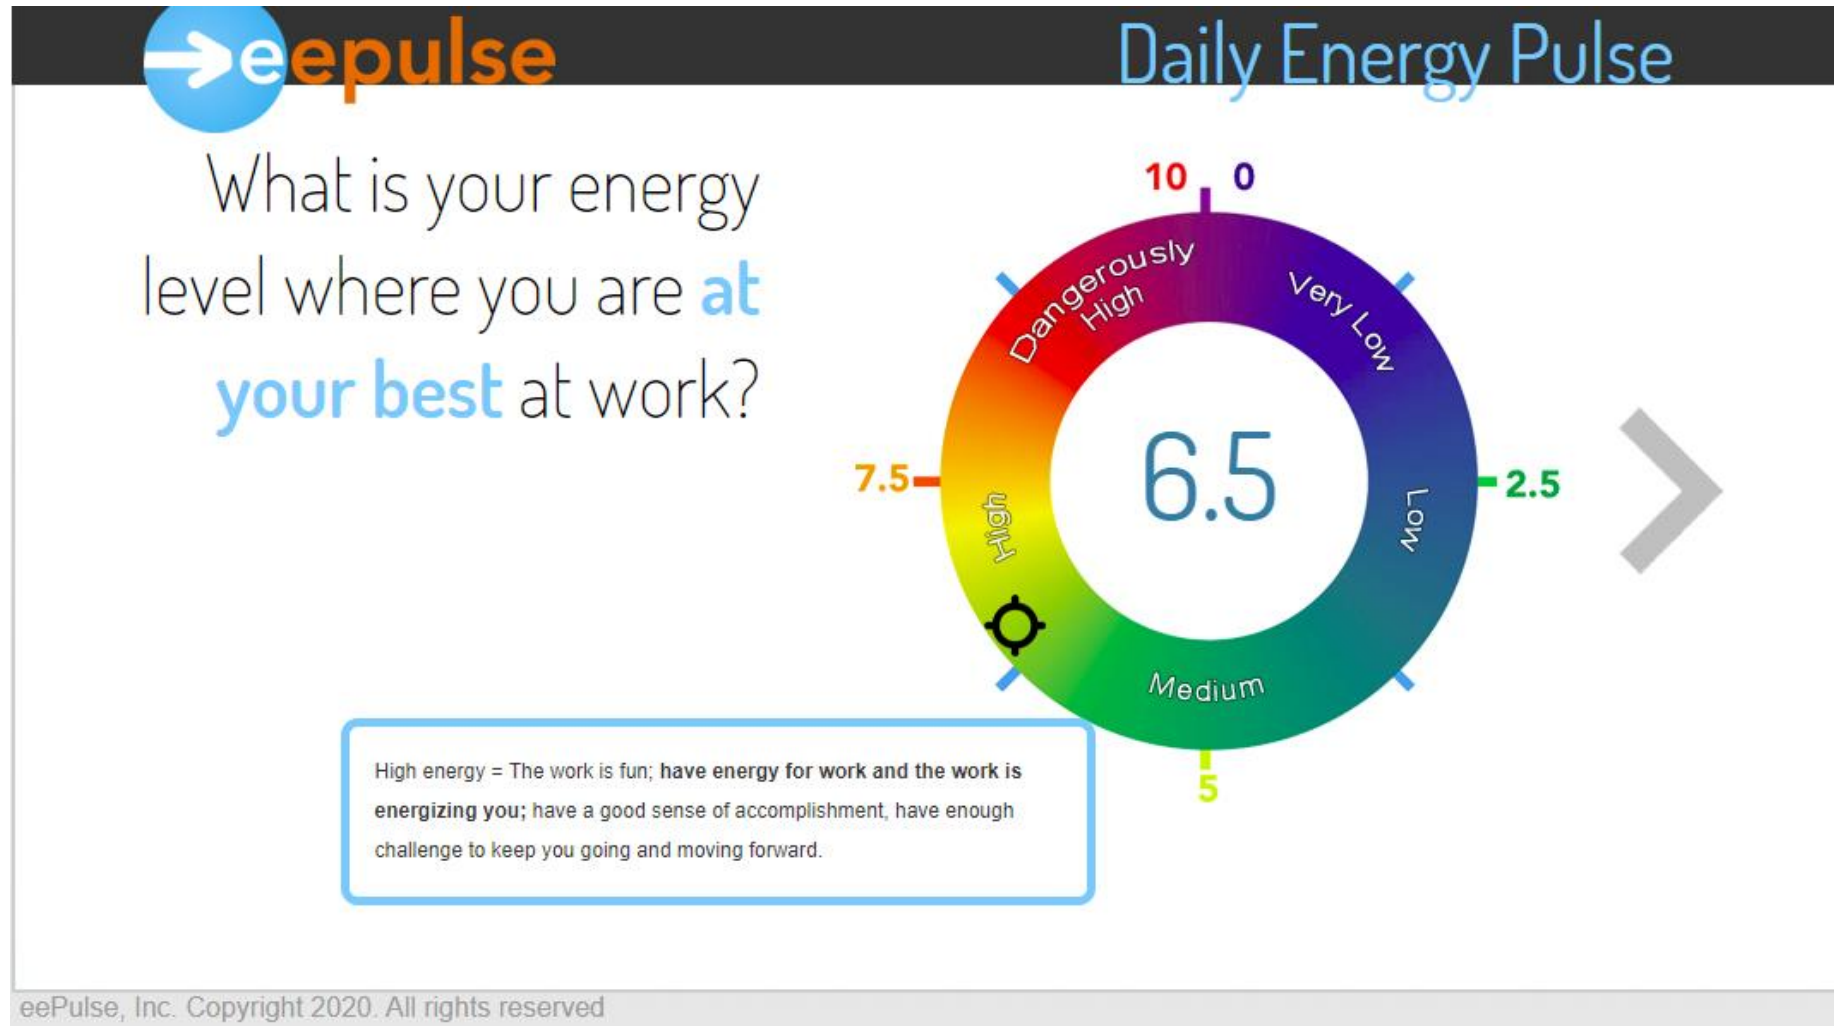 eepulse
Daily Energy Pulse
What is your energy
level where you are at
your best at work?
10 0
Dangerously
High
Very Low
7.5
6.5
2.5
High
Low
Medium
5
High energy = The work is fun; have energy for work and the work is
energizing you; have a good sense of accomplishment, have enough
challenge to keep you going and moving forward.
eePulse, Inc. Copyright 2020. All rights reserved